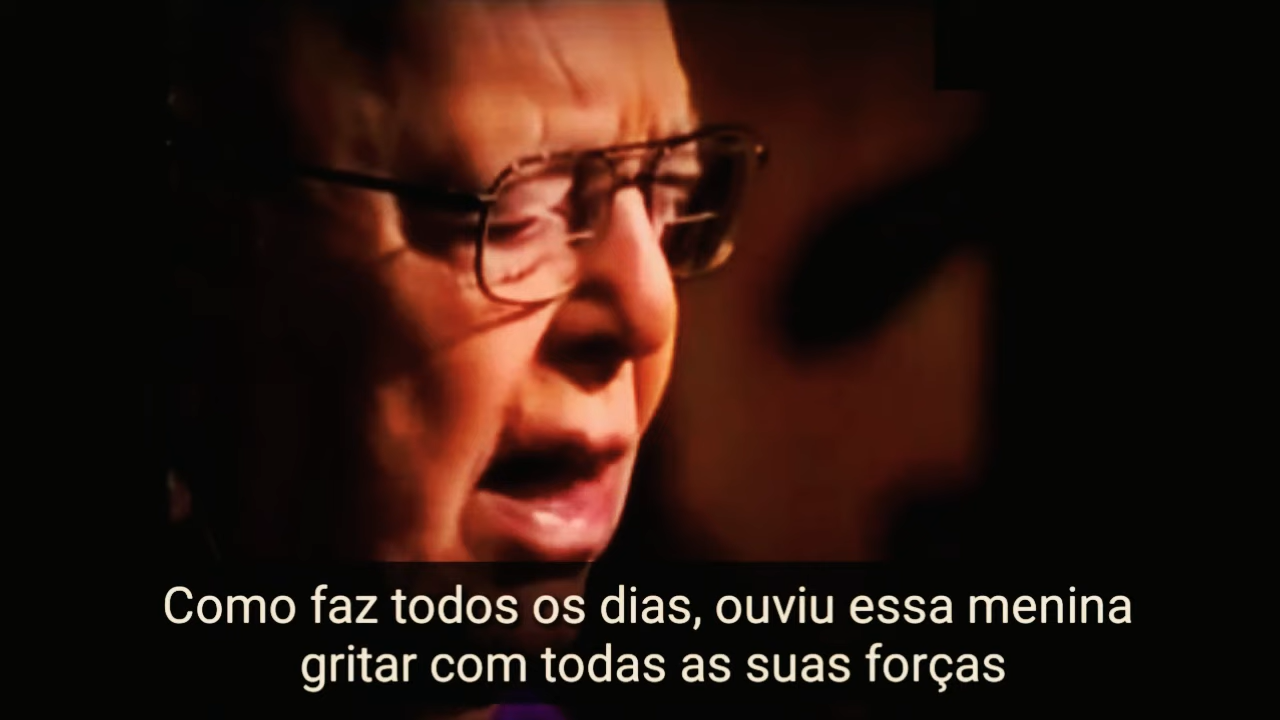 Como faz todos os dias, ouviu essa menina
gritar com todas as suas forças